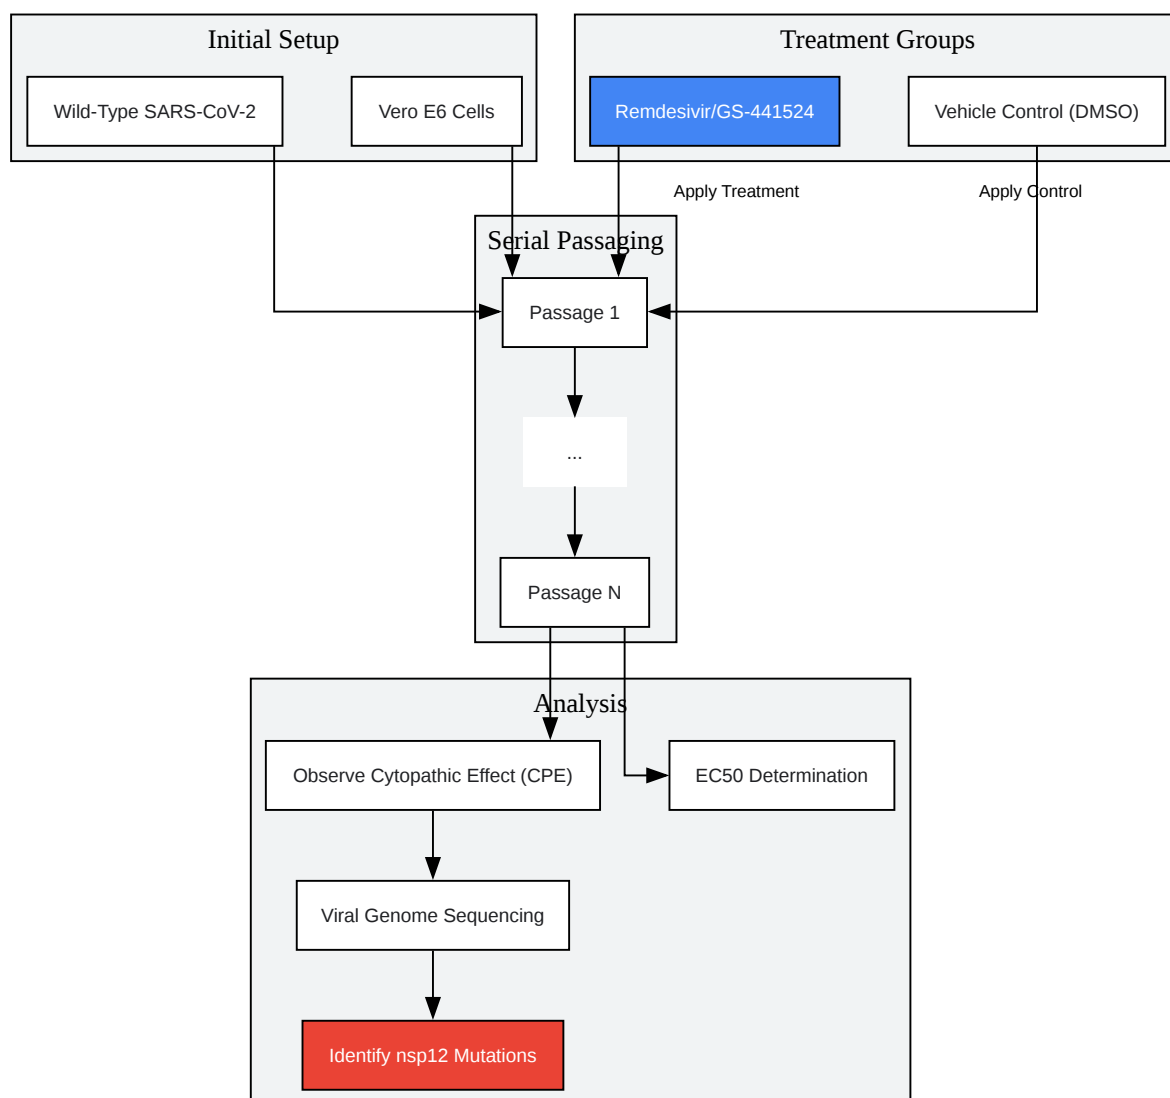 Initial Setup
Wild-Type SARS-CoV-2
Vero E6 Cells
Treatment Groups
Remdesivir/GS-441524
Vehicle Control (DMSO)
Apply Treatment
Apply Control
Serial Passaging
Passage 1
...
Passage N
Analysis
Observe Cytopathic Effect (CPE)
EC50 Determination
Viral Genome Sequencing
Identify nsp12 Mutations